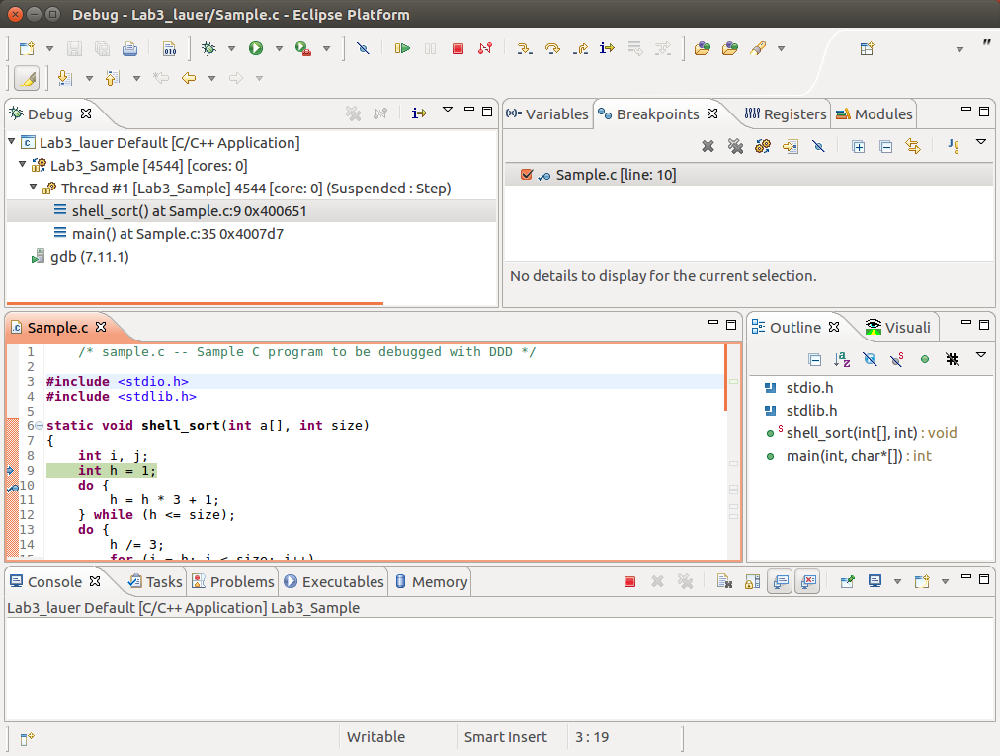 Debug - Lab3_lauer/Sample.c - Eclipse Platform
Debug
Lab3_lauer Default [C/C++ Application]
Lab3_Sample [4544] [cores: 0]
Thread #1 [Lab3_Sample] 4544 [core: 0] (Suspended : Step)
shell_sort() at Sample.c:9 0x400651
main() at Sample.c:35 0x4007d7
gdb (7.11.1)
(x)= Variables Breakpoints Registers Modules
Sample.c [line: 10]
No details to display for the current selection.
Sample.c
1 /* sample.c -- Sample C program to be debugged with DDD */
2
3 #include <stdio.h>
4 #include <stdlib.h>
5
6 static void shell_sort(int a[], int size)
7 {
8 int i, j;
9 int h = 1;
10 do {
11 h = h * 3 + 1;
12 } while (h <= size);
13 do {
14 h /= 3;
15 for (i = h; i < size; i++)
Outline Visuali
stdio.h
stdlib.h
shell_sort(int[], int) : void
main(int, char*[]) : int
Console Tasks Problems Executables Memory
Lab3_lauer Default [C/C++ Application] Lab3_Sample
Writable Smart Insert 3 : 19